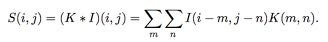 S(i, j) = (K ∗ I)(i, j) = ∑_m ∑_n I(i − m, j − n)K(m, n).